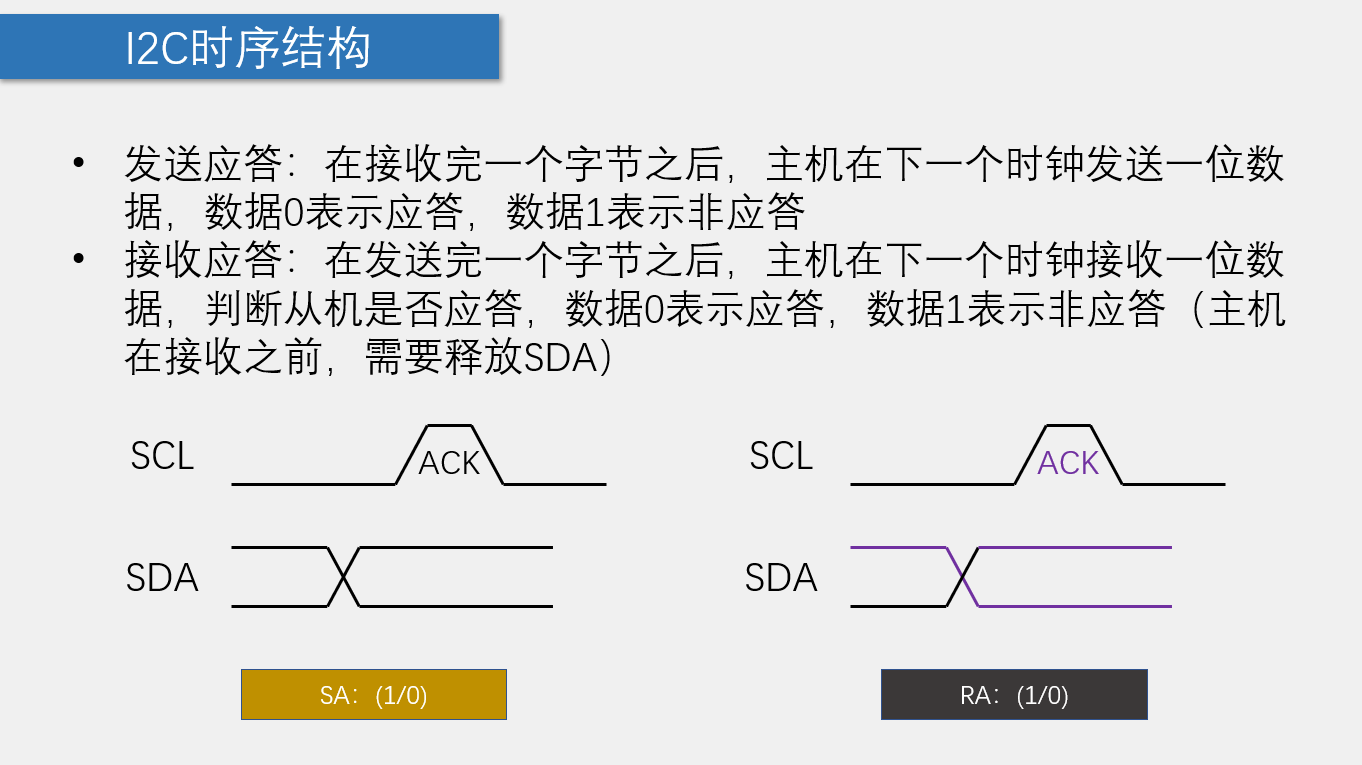 I2C时序结构
• 发送应答：在接收完一个字节之后，主机在下一个时钟发送一位数
据，数据0表示应答，数据1表示非应答
• 接收应答：在发送完一个字节之后，主机在下一个时钟接收一位数
据，判断从机是否应答，数据0表示应答，数据1表示非应答（主机
在接收之前，需要释放SDA）
SCL
ACK
SDA
SA：(1/0)
SCL
ACK
SDA
RA：(1/0)